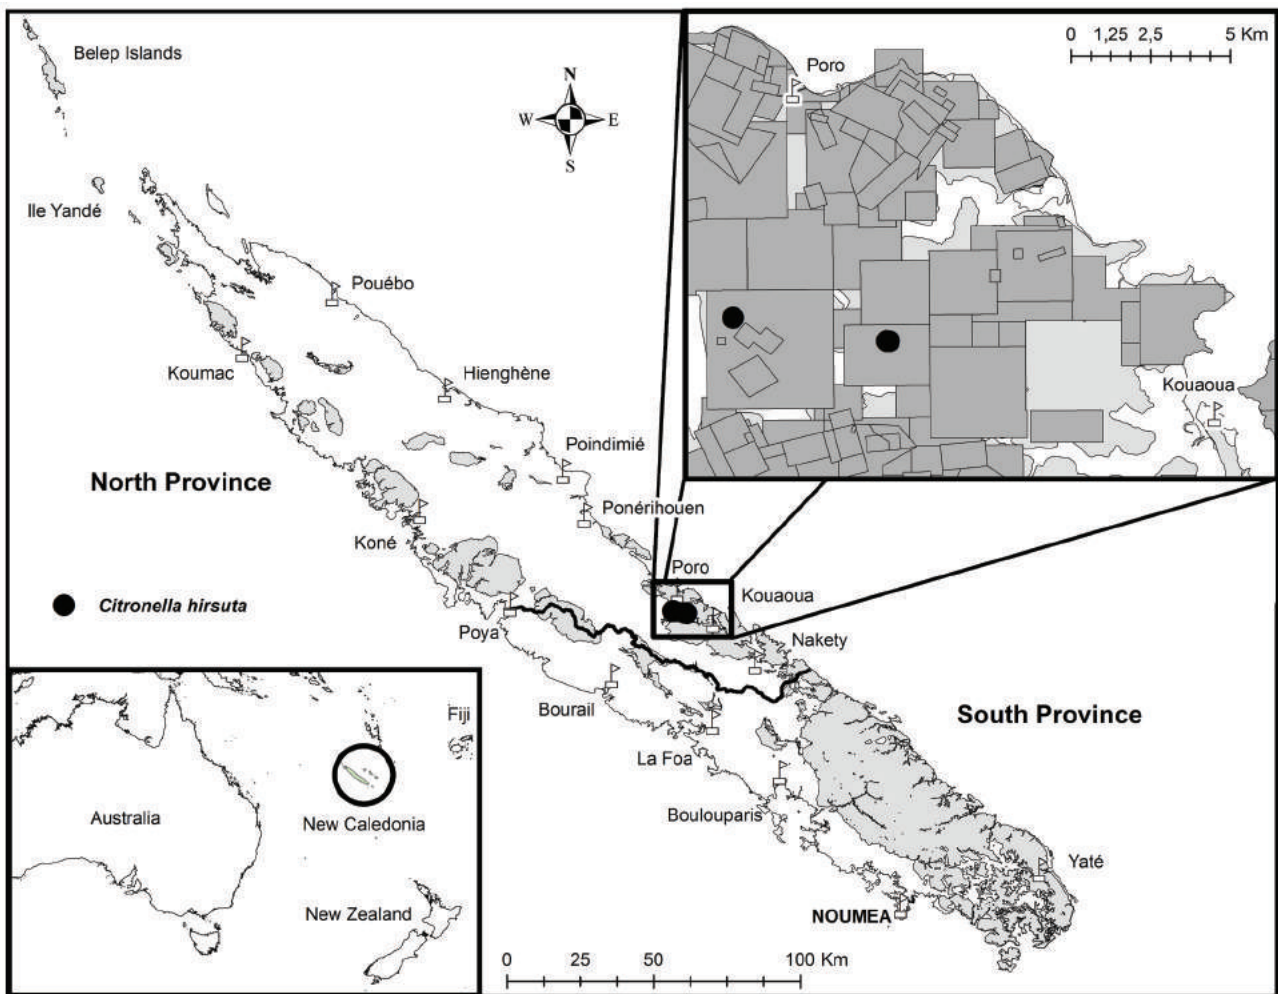 Belep Islands
0 1,25 2,5 5 Km
Poro
N
W E
S
Ile Yandé
Pouébo
Koumac
Hienghène
Kouaoua
Poindimié
North Province
Ponérihouen
Koné
Poro
Kouaoua
Citronella hirsuta
Poya
Nakety
Bourail
South Province
Fiji
La Foa
Australia
New Caledonia
Boulouparis
Yaté
New Zealand
NOUMEA
0 25 50 100 Km